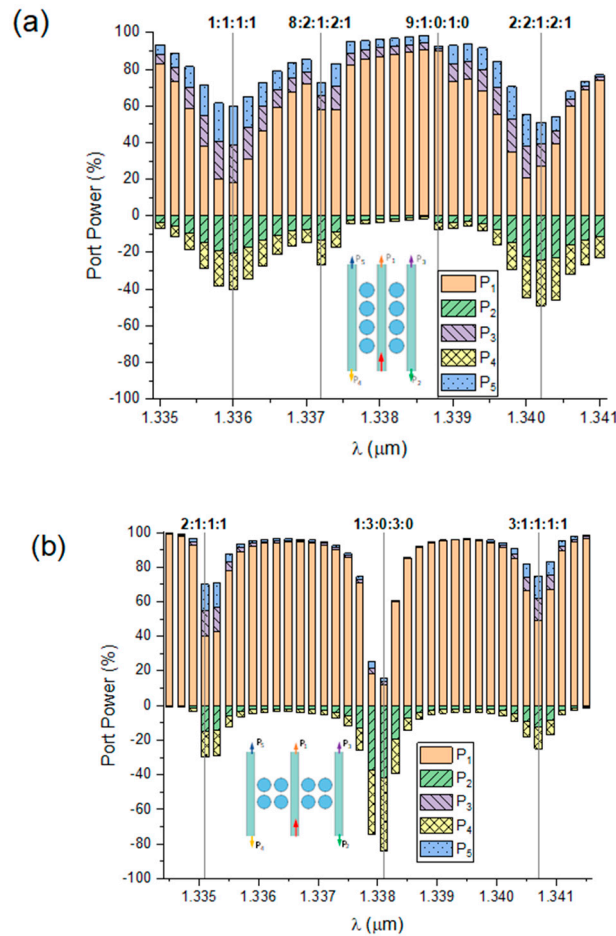 (a)
1:1:1:1 8:2:1:2:1 9:1:0:1:0 2:2:1:2:1
100
80
60
40
20
0
-20
-40
-60
-80
-100
Port Power (%)
P₅ P₁ P₃
P₄ P₂
P₁
P₂
P₃
P₄
P₅
1.335 1.336 1.337 1.338 1.339 1.340 1.341
λ (μm)
(b)
2:1:1:1 1:3:0:3:0 3:1:1:1:1
100
80
60
40
20
0
-20
-40
-60
-80
-100
Port Power (%)
P₅ P₁ P₃
P₄ P₂
P₁
P₂
P₃
P₄
P₅
1.335 1.336 1.337 1.338 1.339 1.340 1.341
λ (μm)